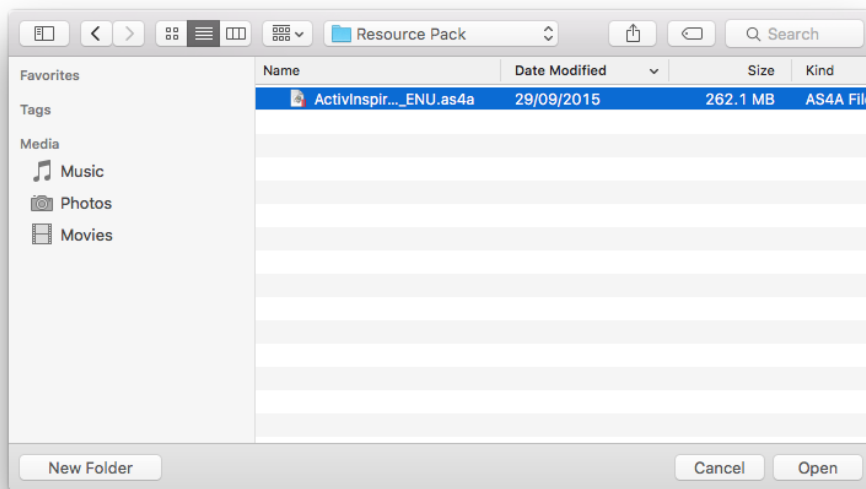 Resource Pack
Search
Favorites
Tags
Media
Music
Photos
Movies
Name Date Modified Size Kind
ActivInspir..._ENU.as4a 29/09/2015 262.1 MB AS4A Fil
New Folder Cancel Open